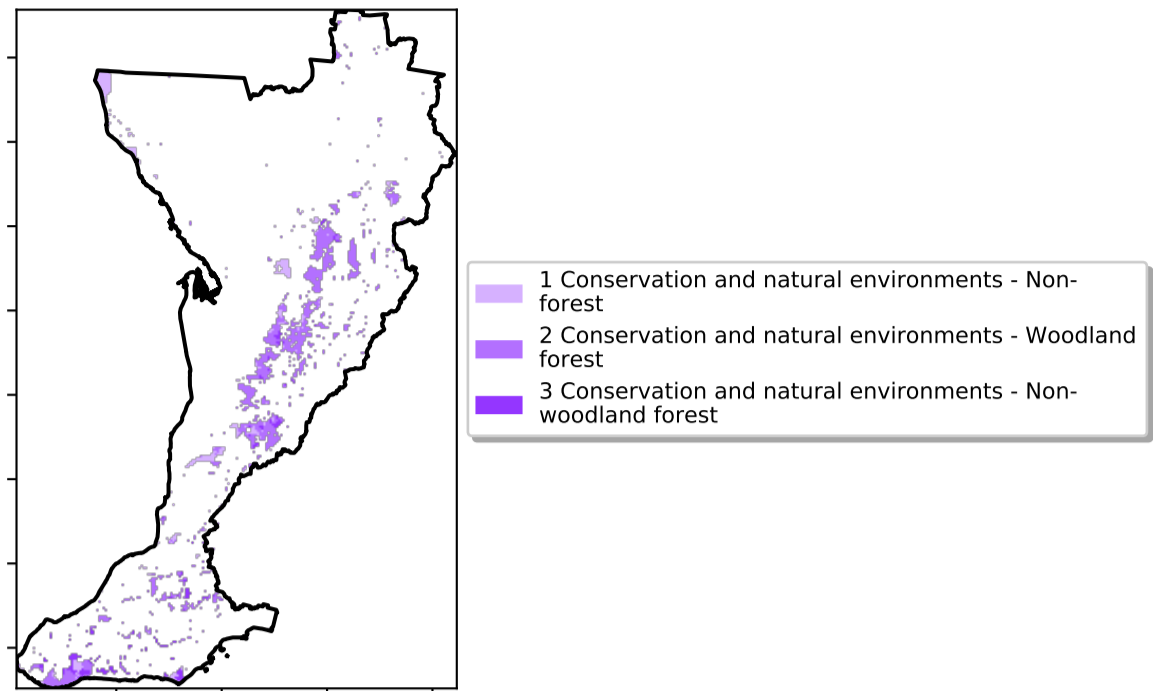 1 Conservation and natural environments - Non-
forest
2 Conservation and natural environments - Woodland
forest
3 Conservation and natural environments - Non-
woodland forest